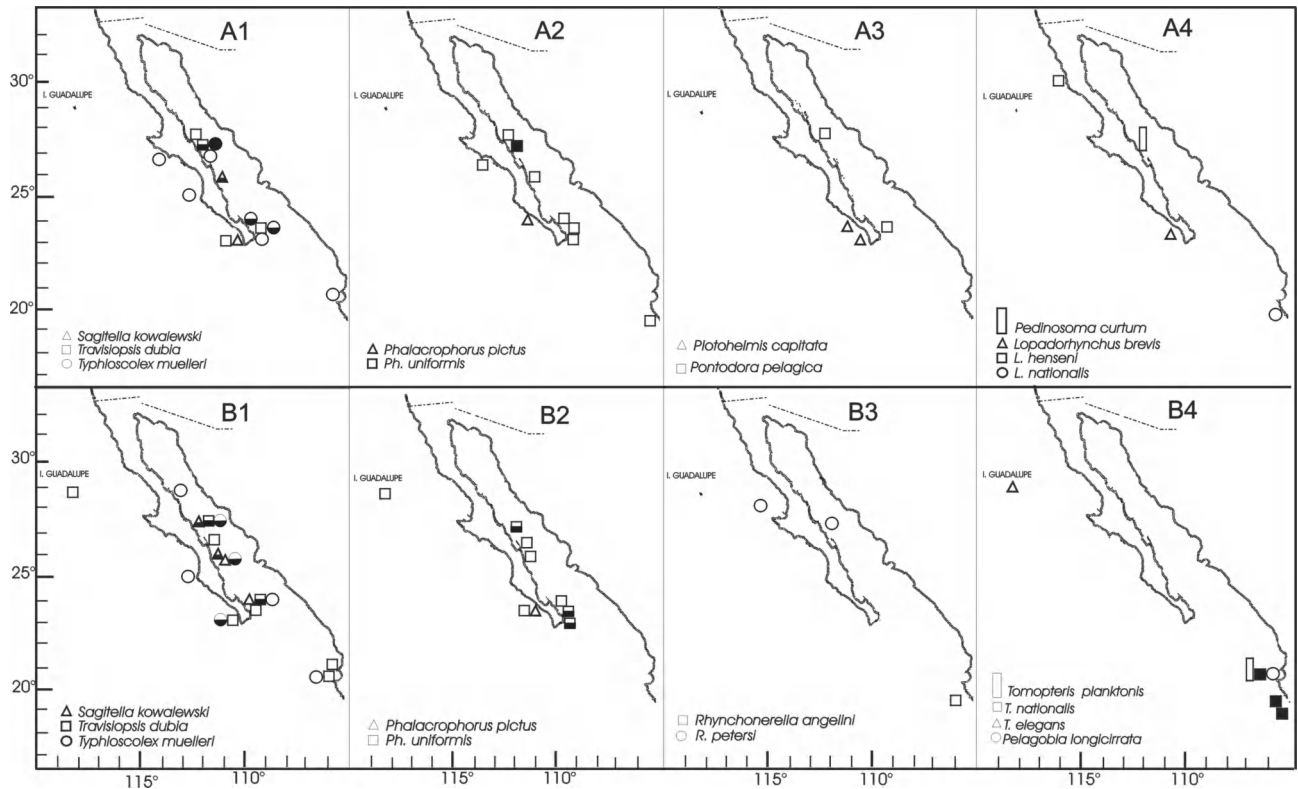 A1
A2
A3
A4
30°
I. GUADALUPE
I. GUADALUPE
I. GUADALUPE
I. GUADALUPE
25°
20°
Sagitella kowalewski
Travisiopsis dubia
Typhloscolex muelleri
Phalacrophorus pictus
Ph. uniformis
Plotohelmis capitata
Pontodora pelagica
Pedinosoma curtum
Lopadorhynchus brevis
L. henseni
L. nationalis
B1
B2
B3
B4
30°
I. GUADALUPE
I. GUADALUPE
I. GUADALUPE
I. GUADALUPE
25°
20°
Sagitella kowalewski
Travisiopsis dubia
Typhloscolex muelleri
Phalacrophorus pictus
Ph. uniformis
Rhynchonerella angelini
R. petersi
Tomopteris planktonis
T. nationalis
T. elegans
Pelagobia longicirrata
115° 110° 115° 110° 115° 110° 115° 110°